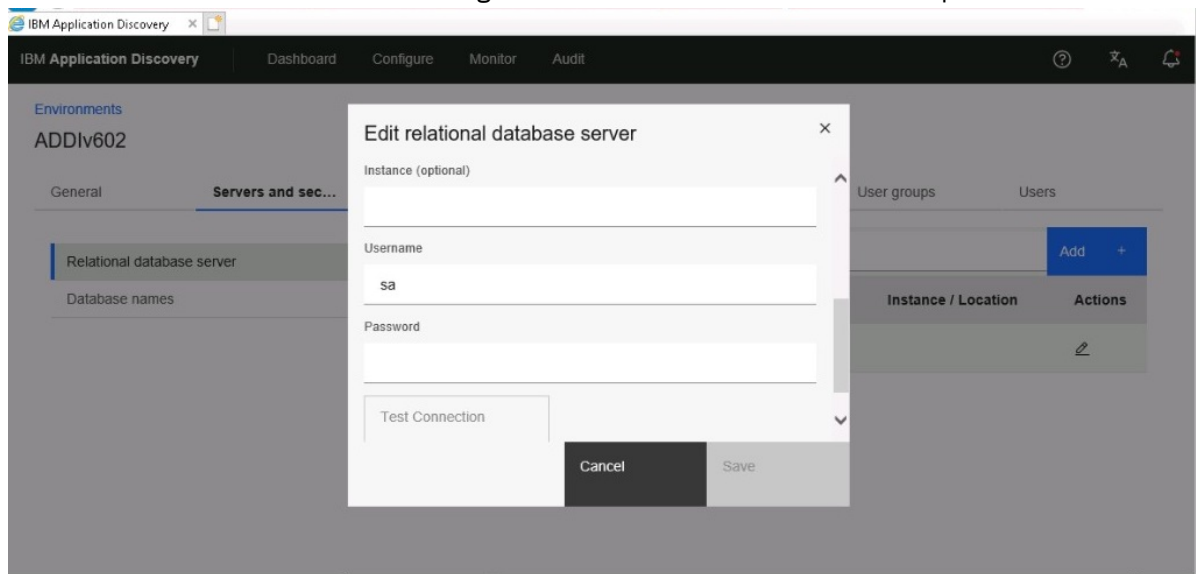 IBM Application Discovery
IBM Application Discovery Dashboard Configure Monitor Audit
Environments
ADDIv602
General Servers and sec... User groups Users
Relational database server
Database names
Add +
Instance / Location Actions
Edit relational database server
Instance (optional)
Username
sa
Password
Test Connection
Cancel Save